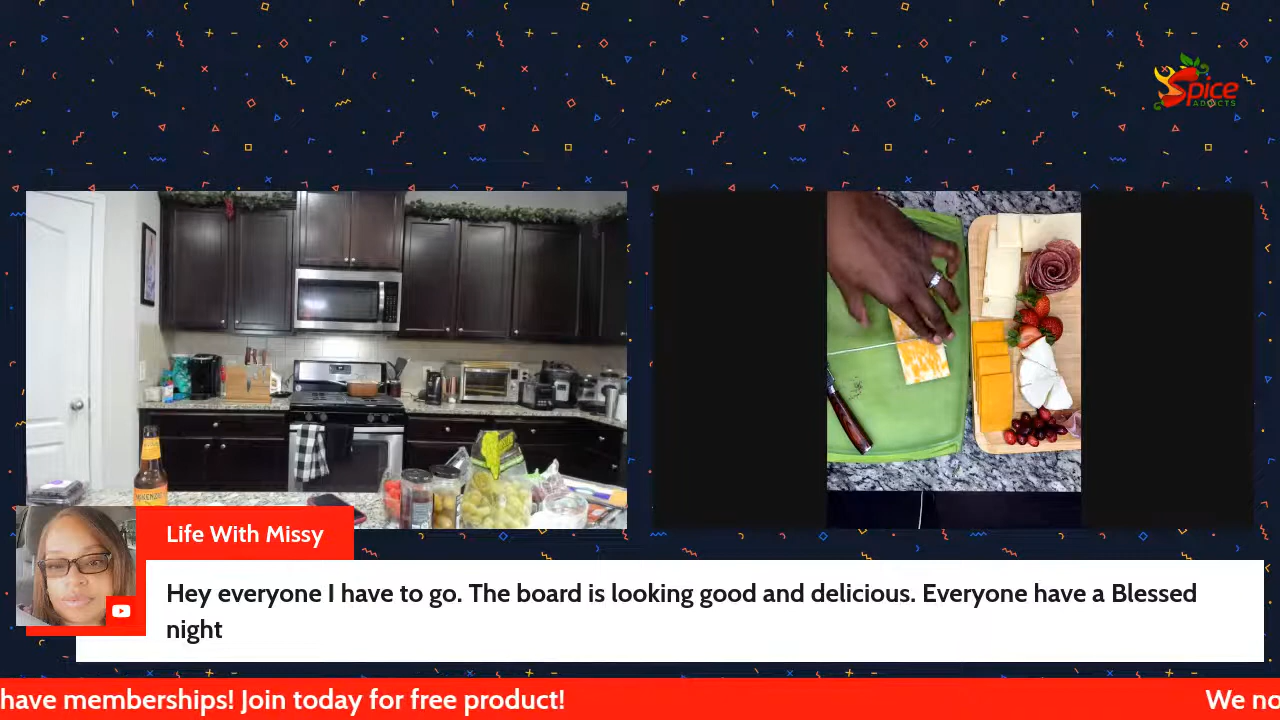 Spice
ADDICTS
Life With Missy
Hey everyone I have to go. The board is looking good and delicious. Everyone have a Blessed
night
have memberships! Join today for free product!
We no